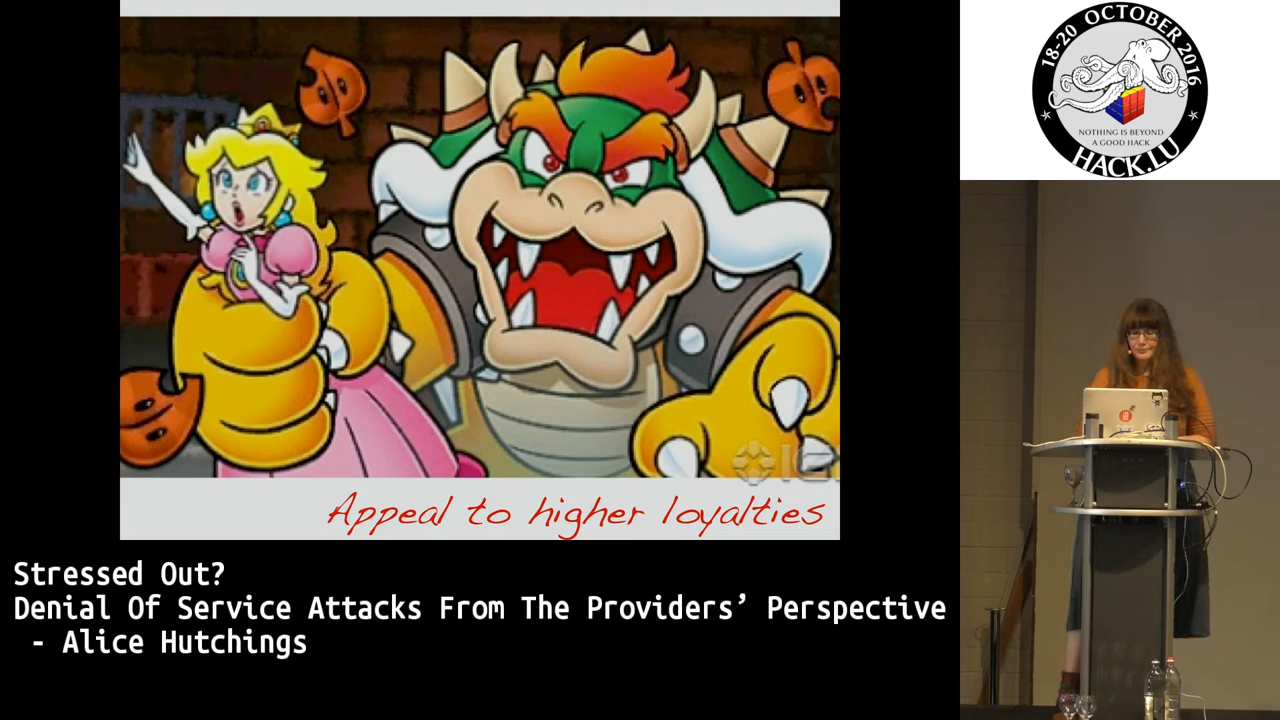 18-20 OCTOBER 2016
NOTHING IS BEYOND
A GOOD HACK
HACK.LU
Appeal to higher loyalties
Stressed Out?
Denial Of Service Attacks From The Providers’ Perspective
- Alice Hutchings